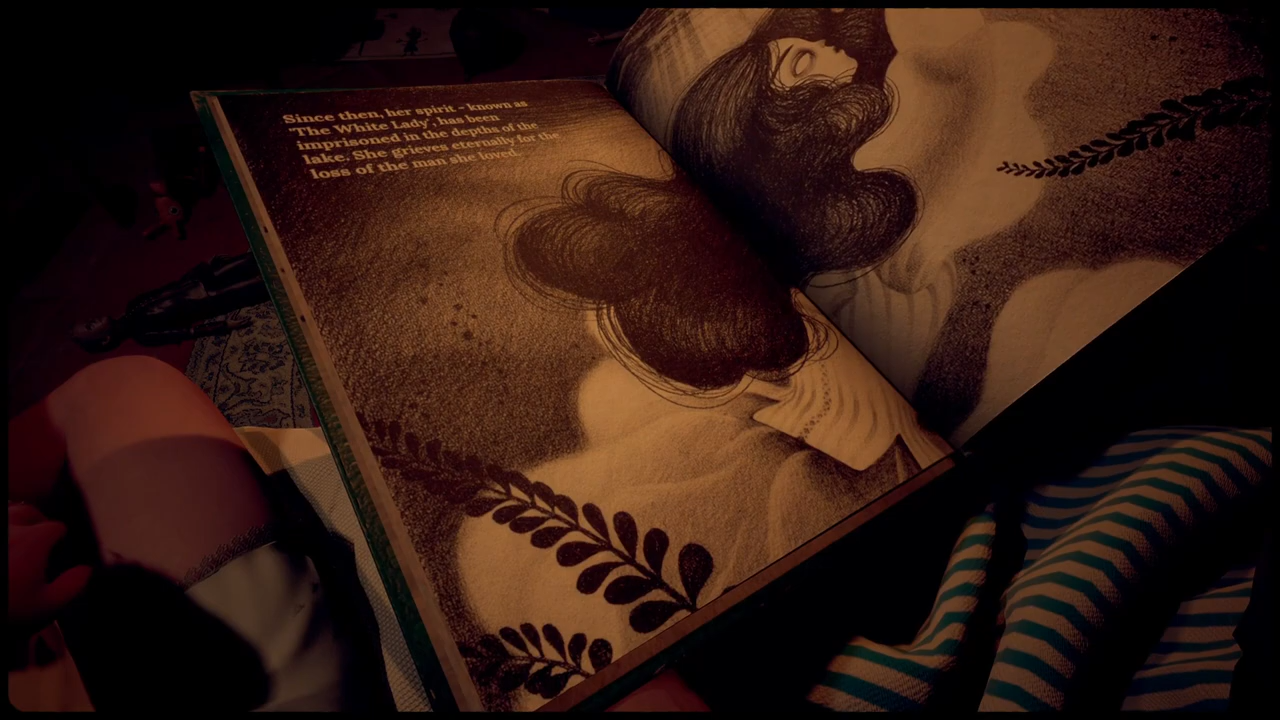 Since then, her spirit - known as
'The White Lady', has been
imprisoned in the depths of the
lake. She grieves eternally for the
loss of the man she loved...